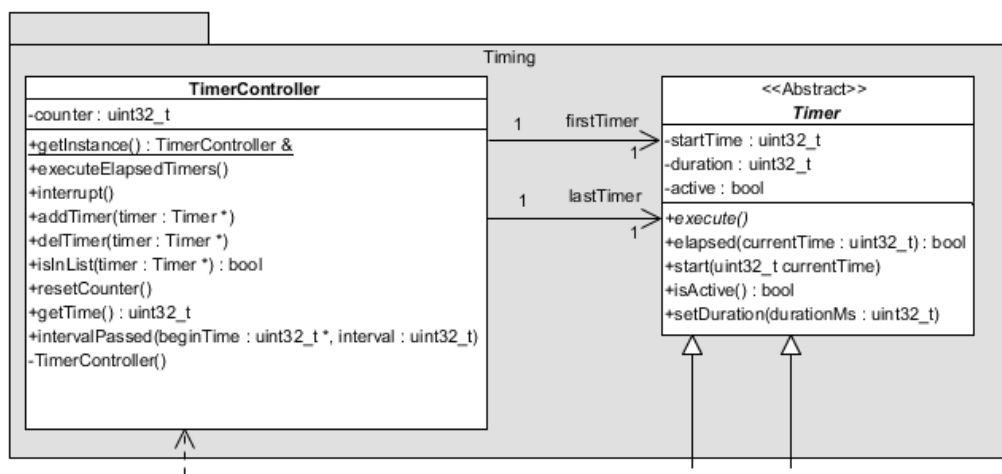 Timing
TimerController
-counter : uint32_t
+getInstance() : TimerController &
+executeElapsedTimers()
+interrupt()
+addTimer(timer : Timer *)
+delTimer(timer : Timer *)
+isInList(timer : Timer *) : bool
+resetCounter()
+getTime() : uint32_t
+intervalPassed(beginTime : uint32_t *, interval : uint32_t)
-TimerController()
1
firstTimer
1
1
lastTimer
1
<<Abstract>>
Timer
-startTime : uint32_t
-duration : uint32_t
-active : bool
+execute()
+elapsed(currentTime : uint32_t) : bool
+start(uint32_t currentTime)
+isActive() : bool
+setDuration(durationMs : uint32_t)